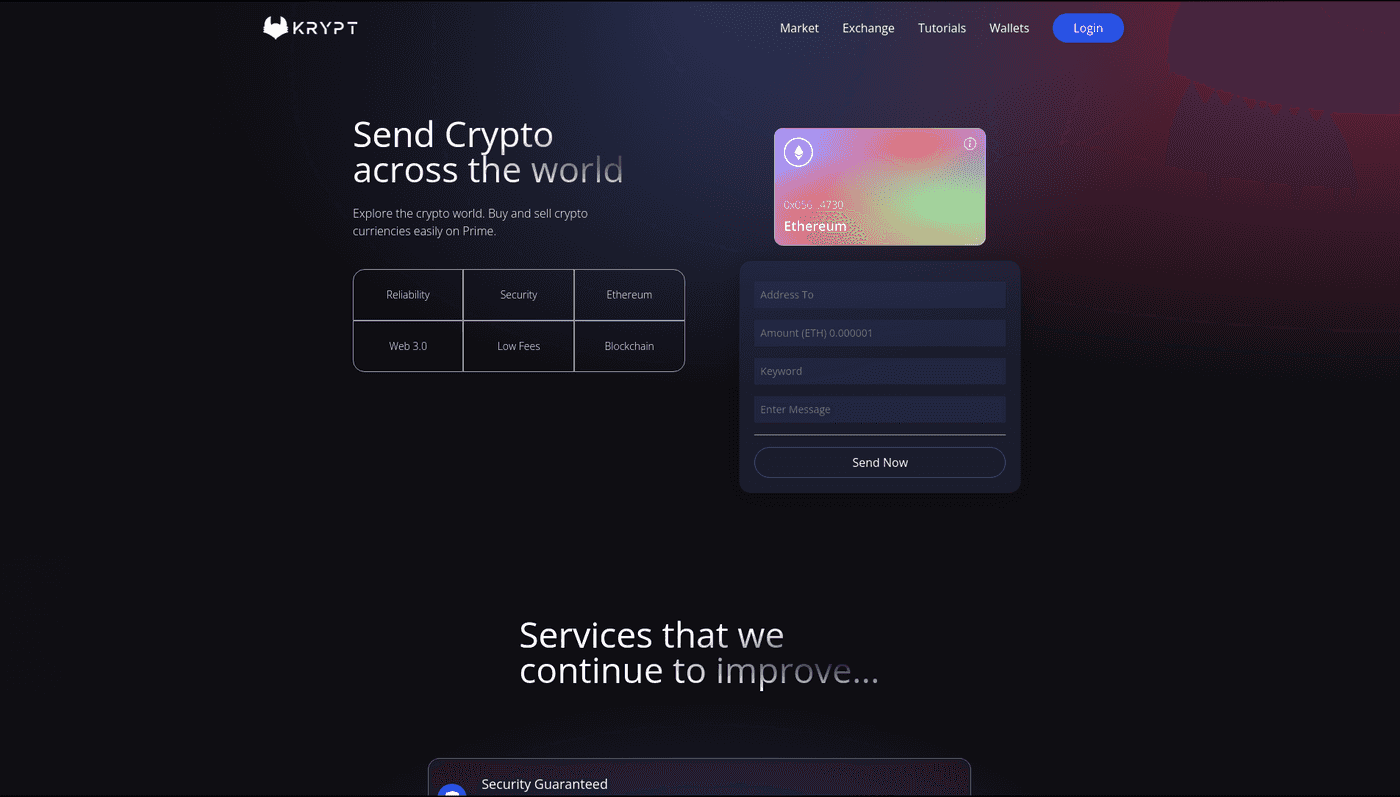 KRYPT
Market Exchange Tutorials Wallets Login
Send Crypto
across the world
Explore the crypto world. Buy and sell crypto
curriencies easily on Prime.
Reliability Security Ethereum
Web 3.0 Low Fees Blockchain
Ethereum
Address To
Amount (ETH) 0.000001
Keyword
Enter Message
Send Now
Services that we
continue to improve...
Security Guaranteed